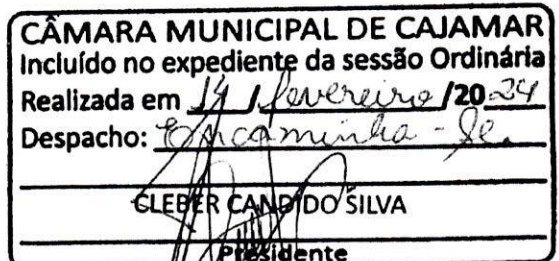 CÂMARA MUNICIPAL DE CAJAMAR
Incluído no expediente da sessão Ordinária
Realizada em 14 / fevereiro /20 24
Despacho: Encaminha-se.
CLEBER CANDIDO SILVA
Presidente